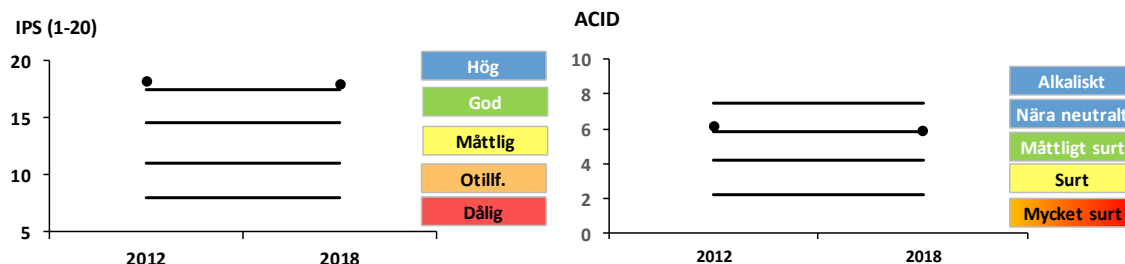 IPS (1-20)
20
15
10
5
2012
2018
Hög
God
Måttlig
Otillf.
Dålig
ACID
10
8
6
4
2
0
2012
2018
Alkaliskt
Nära neutralt
Måttligt surt
Surt
Mycket surt